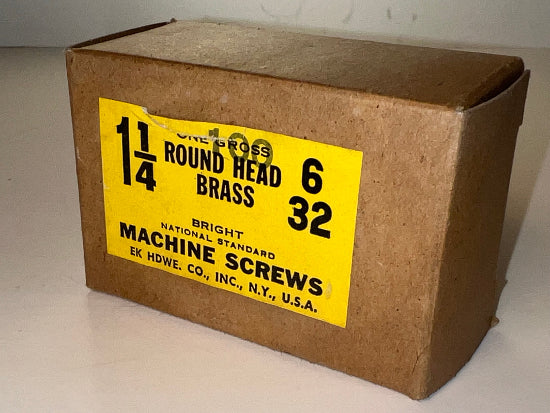 100
ONE GROSS
1 1/4 ROUND HEAD 6
BRASS 32
BRIGHT
NATIONAL STANDARD
MACHINE SCREWS
EK HDWE. CO., INC., N.Y., U.S.A.